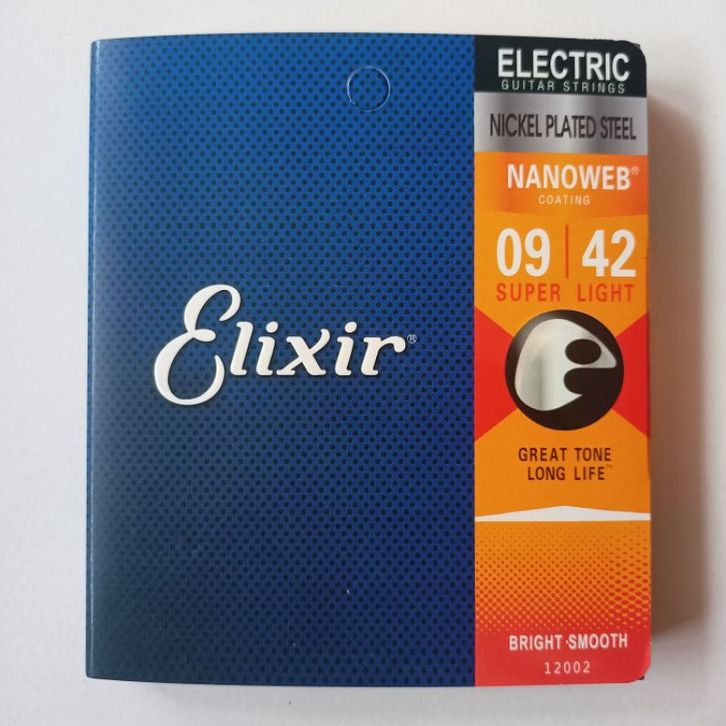 Elixir®
ELECTRIC
GUITAR STRINGS
NICKEL PLATED STEEL
NANOWEB®
COATING
09 | 42
SUPER LIGHT
GREAT TONE
LONG LIFE™
BRIGHT·SMOOTH
12002